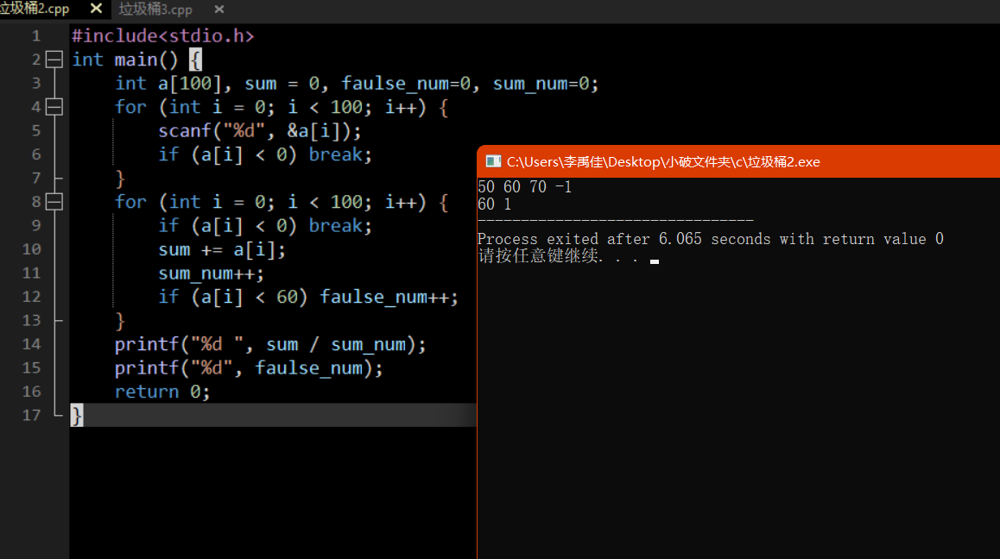 垃圾桶2.cpp × 垃圾桶3.cpp ×
1 #include<stdio.h>
2 int main() {
3 int a[100], sum = 0, faulse_num=0, sum_num=0;
4 for (int i = 0; i < 100; i++) {
5 scanf("%d", &a[i]);
6 if (a[i] < 0) break;
7 }
8 for (int i = 0; i < 100; i++) {
9 if (a[i] < 0) break;
10 sum += a[i];
11 sum_num++;
12 if (a[i] < 60) faulse_num++;
13 }
14 printf("%d ", sum / sum_num);
15 printf("%d", faulse_num);
16 return 0;
17 }
C:\Users\李禹佳\Desktop\小破文件夹\c\垃圾桶2.exe
50 60 70 -1
60 1
--------------------------------
Process exited after 6.065 seconds with return value 0
请按任意键继续. . .